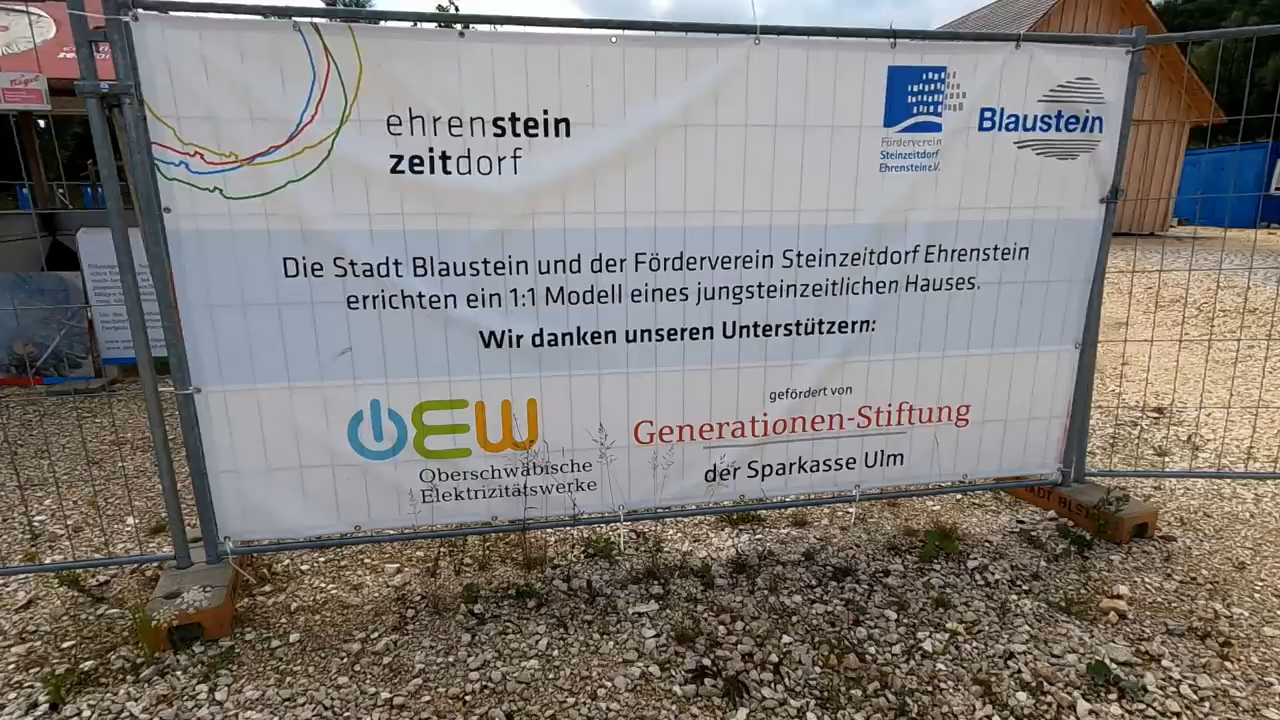 ehrenstein
zeitdorf
Förderverein
Steinzeitdorf
Ehrenstein e.V.
Blaustein
Die Stadt Blaustein und der Förderverein Steinzeitdorf Ehrenstein
errichten ein 1:1 Modell eines jungsteinzeitlichen Hauses.
Wir danken unseren Unterstützern:
OEW
Oberschwäbische
Elektrizitätswerke
gefördert von
Generationen-Stiftung
der Sparkasse Ulm